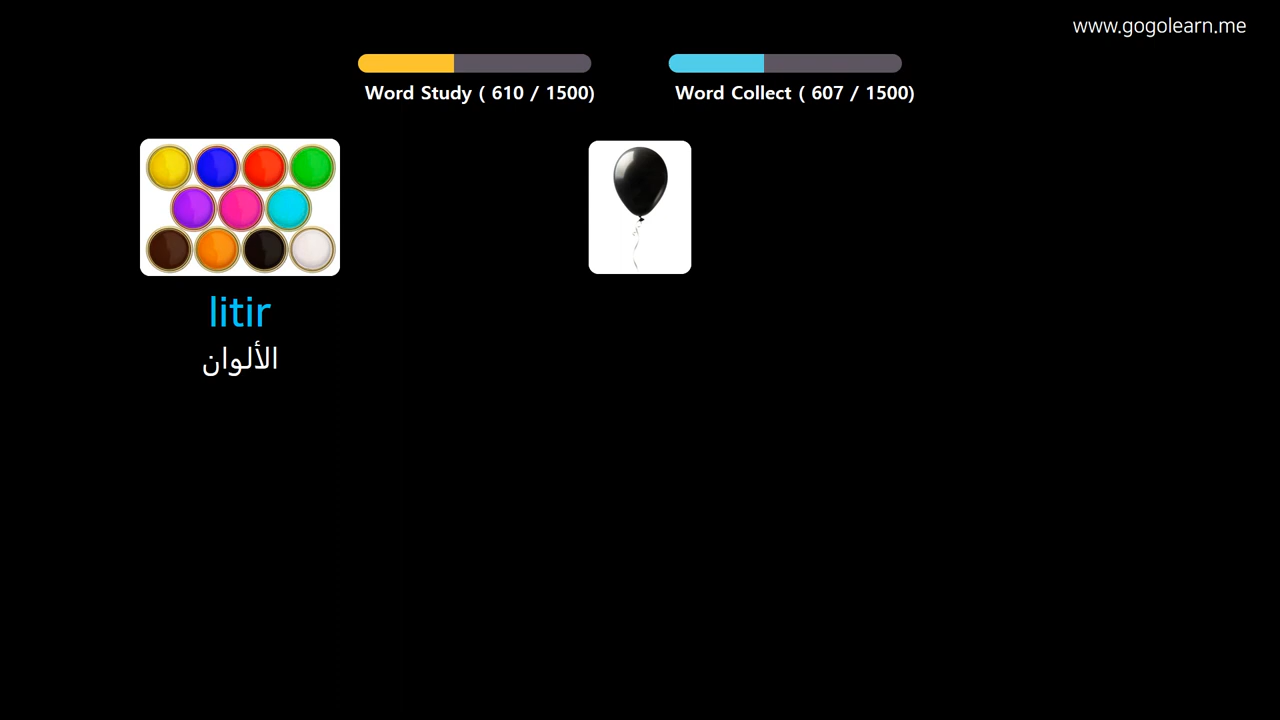 www.gogolearn.me
Word Study ( 610 / 1500)
Word Collect ( 607 / 1500)
litir
الألوان